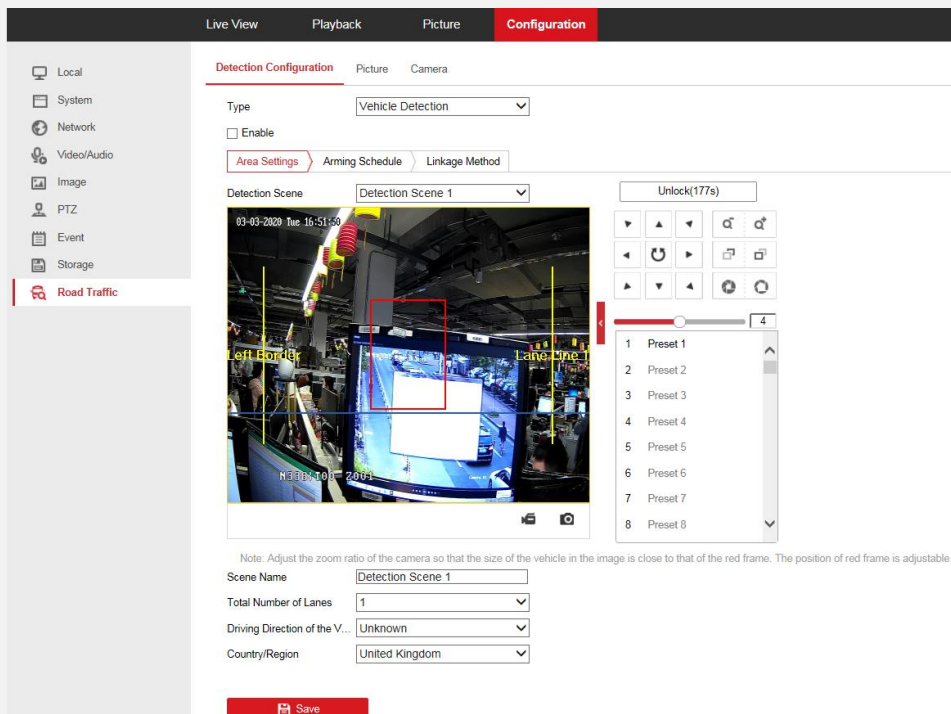 Live View Playback Picture Configuration
Local
System
Network
Video/Audio
Image
PTZ
Event
Storage
Road Traffic
Detection Configuration Picture Camera
Type Vehicle Detection
Enable
Area Settings Arming Schedule Linkage Method
Detection Scene Detection Scene 1
Unlock(177s)
03-03-2020 Tue 16:51:50
Left Border Lane Line 1
4
1 Preset 1
2 Preset 2
3 Preset 3
4 Preset 4
5 Preset 5
6 Preset 6
7 Preset 7
8 Preset 8
Note: Adjust the zoom ratio of the camera so that the size of the vehicle in the image is close to that of the red frame. The position of red frame is adjustable.
Scene Name Detection Scene 1
Total Number of Lanes 1
Driving Direction of the V... Unknown
Country/Region United Kingdom
Save